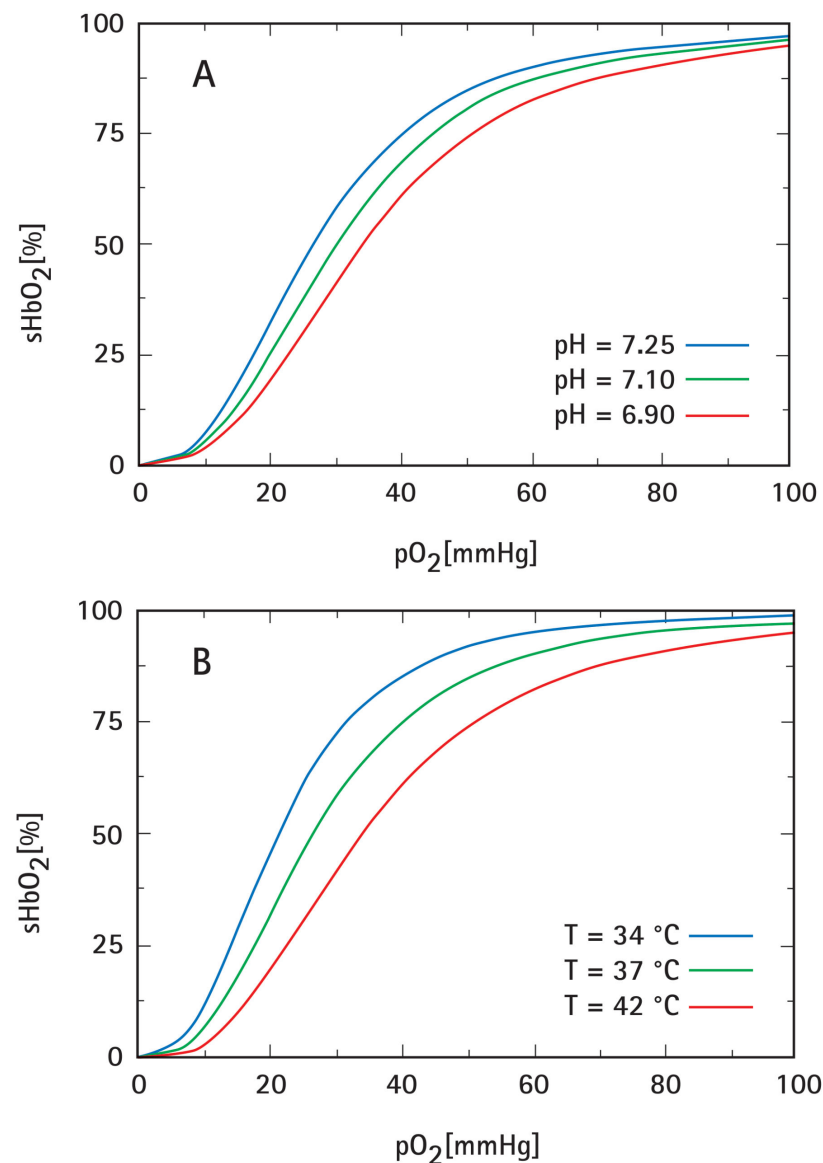 A
100
75
50
25
0
sHbO2[%]
pH = 7.25
pH = 7.10
pH = 6.90
0 20 40 60 80 100
pO2[mmHg]
B
100
75
50
25
0
sHbO2[%]
T = 34 °C
T = 37 °C
T = 42 °C
0 20 40 60 80 100
pO2[mmHg]